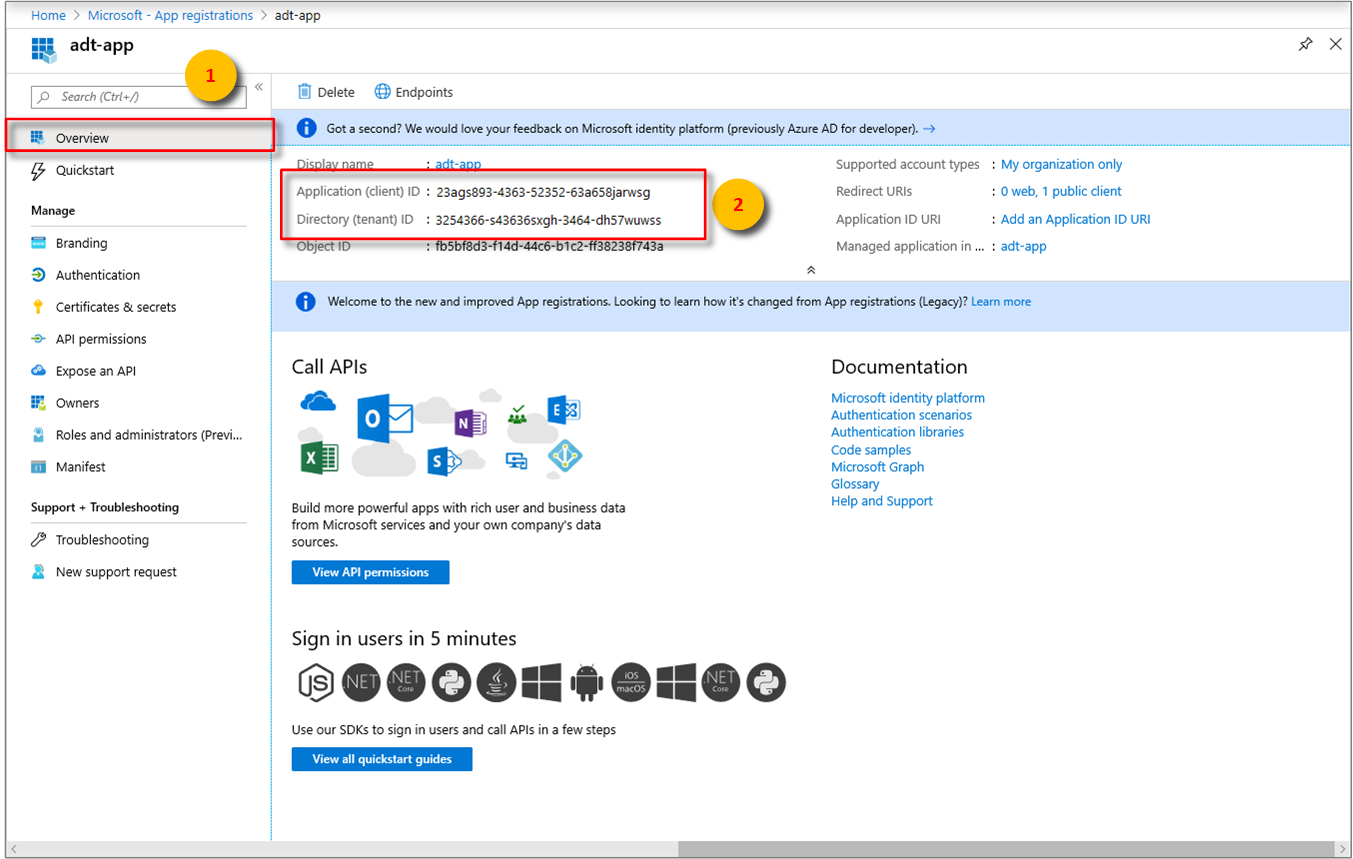 Home > Microsoft - App registrations > adt-app
adt-app
1
Search (Ctrl+/)
«
Overview
Quickstart
Manage
Branding
Authentication
Certificates & secrets
API permissions
Expose an API
Owners
Roles and administrators (Previ...
Manifest
Support + Troubleshooting
Troubleshooting
New support request
Delete
Endpoints
Got a second? We would love your feedback on Microsoft identity platform (previously Azure AD for developer). →
Display name : adt-app
Application (client) ID : 23ags893-4363-52352-63a658jarwsg
Directory (tenant) ID : 3254366-s43636sxgh-3464-dh57wuwss
Object ID : fb5bf8d3-f14d-44c6-b1c2-ff38238f743a
2
Supported account types : My organization only
Redirect URIs : 0 web, 1 public client
Application ID URI : Add an Application ID URI
Managed application in ... : adt-app
Welcome to the new and improved App registrations. Looking to learn how it's changed from App registrations (Legacy)? Learn more
Call APIs
O
N
E
X
S
Build more powerful apps with rich user and business data
from Microsoft services and your own company's data
sources.
View API permissions
Documentation
Microsoft identity platform
Authentication scenarios
Authentication libraries
Code samples
Microsoft Graph
Glossary
Help and Support
Sign in users in 5 minutes
JS
.NET
.NET
Core
iOS
macOS
.NET
Core
Use our SDKs to sign in users and call APIs in a few steps
View all quickstart guides